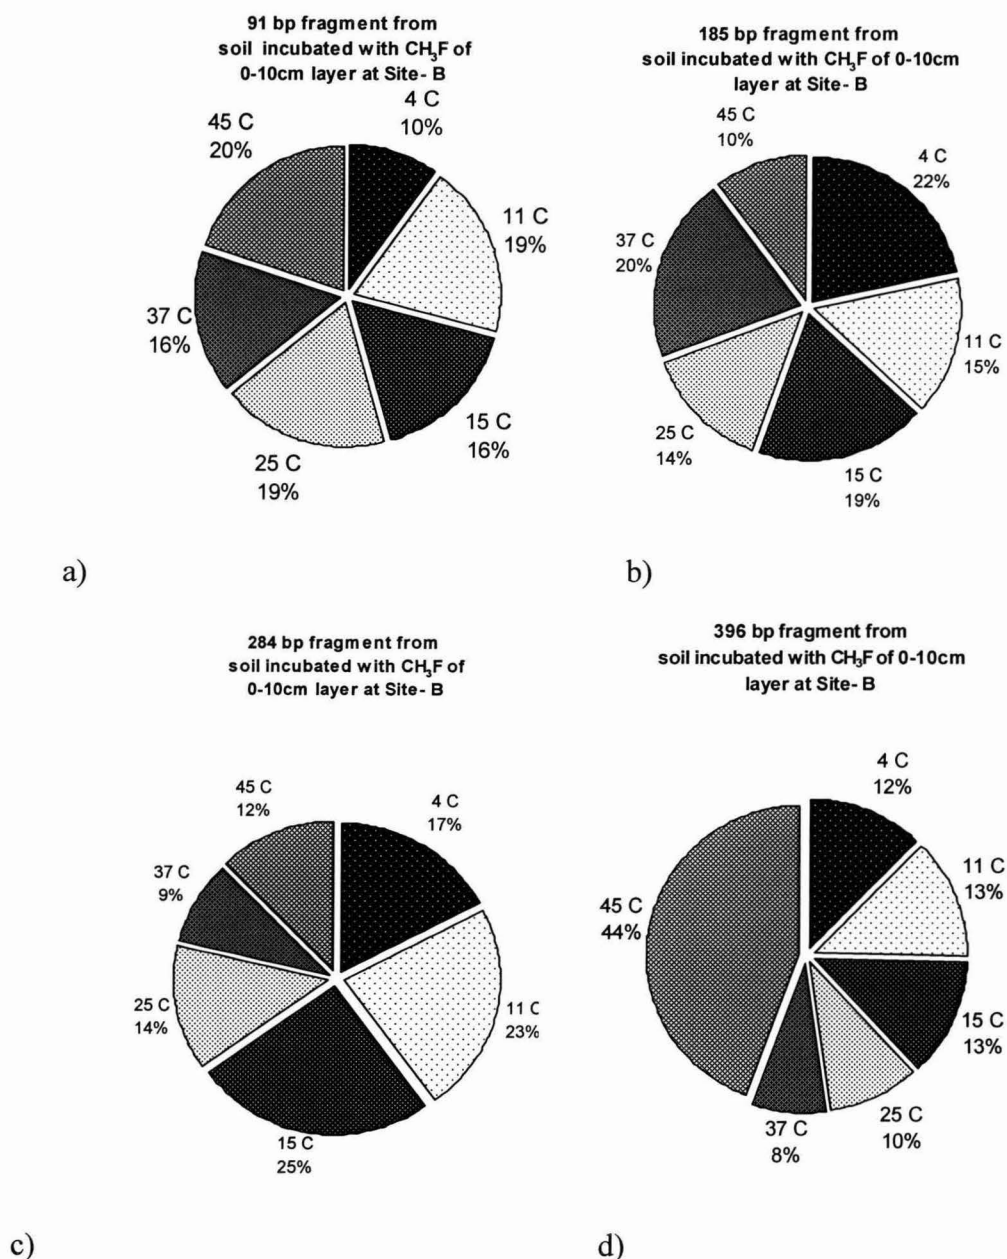 91 bp fragment from
soil incubated with CH₃F of
0-10cm layer at Site- B
4 C
10%
11 C
19%
15 C
16%
25 C
19%
37 C
16%
45 C
20%
a)
185 bp fragment from
soil incubated with CH₃F of 0-10cm
layer at Site- B
4 C
22%
11 C
15%
15 C
19%
25 C
14%
37 C
20%
45 C
10%
b)
284 bp fragment from
soil incubated with CH₃F of
0-10cm layer at Site- B
4 C
17%
11 C
23%
15 C
25%
25 C
14%
37 C
9%
45 C
12%
c)
396 bp fragment from
soil incubated with CH₃F of 0-10cm
layer at Site- B
4 C
12%
11 C
13%
15 C
13%
25 C
10%
37 C
8%
45 C
44%
d)